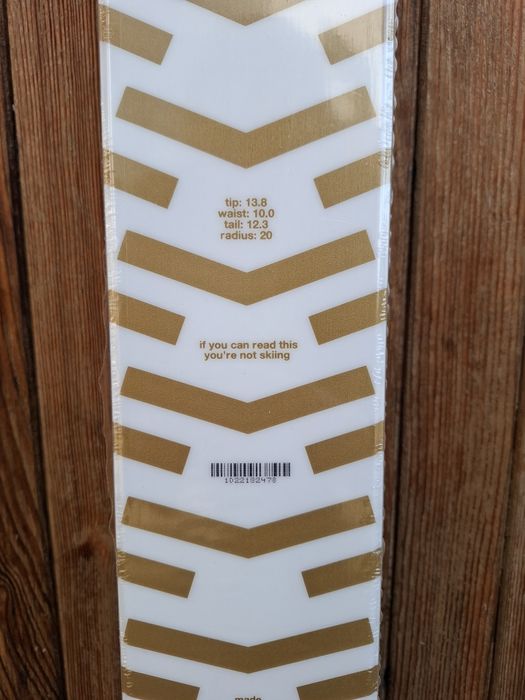 tip: 13.8
waist: 10.0
tail: 12.3
radius: 20
if you can read this
you're not skiing
1022182478
made